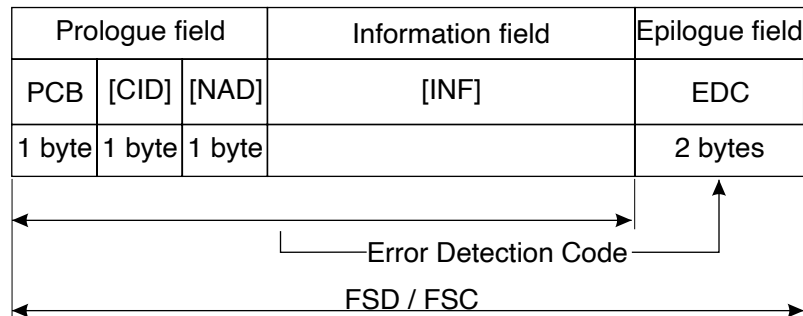 Prologue field Information field Epilogue field
PCB [CID] [NAD] [INF] EDC
1 byte 1 byte 1 byte 2 bytes
Error Detection Code
FSD / FSC